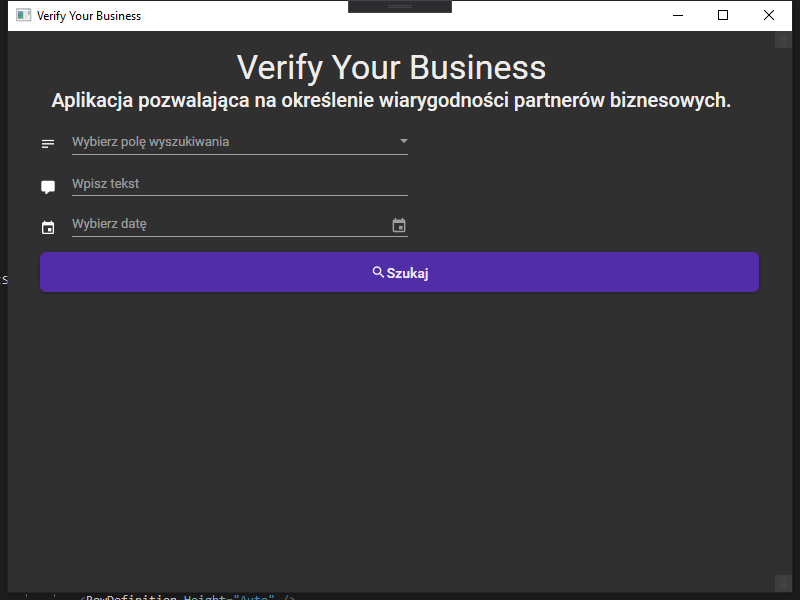 Verify Your Business
Verify Your Business
Aplikacja pozwalająca na określenie wiarygodności partnerów biznesowych.
Wybierz polę wyszukiwania
Wpisz tekst
Wybierz datę
Szukaj
<RowDefinition Height="Auto" />